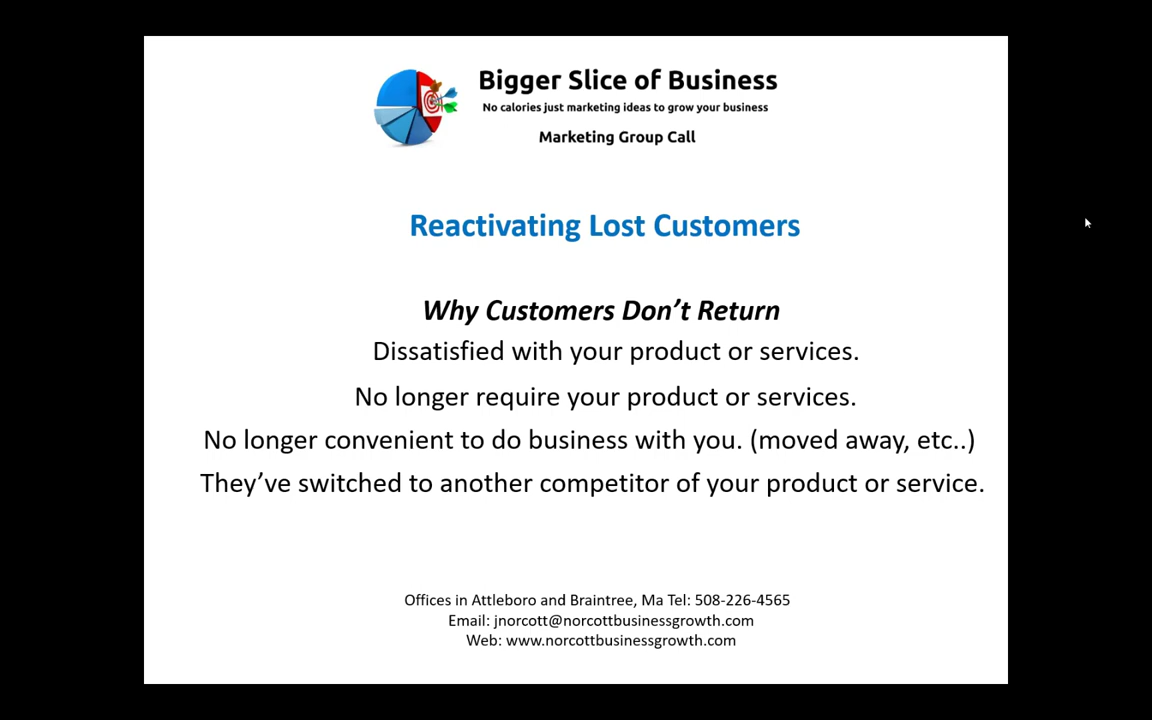 Bigger Slice of Business
No calories just marketing ideas to grow your business
Marketing Group Call
Reactivating Lost Customers
Why Customers Don’t Return
Dissatisfied with your product or services.
No longer require your product or services.
No longer convenient to do business with you. (moved away, etc..)
They’ve switched to another competitor of your product or service.
Offices in Attleboro and Braintree, Ma Tel: 508-226-4565
Email: jnorcott@norcottbusinessgrowth.com
Web: www.norcottbusinessgrowth.com